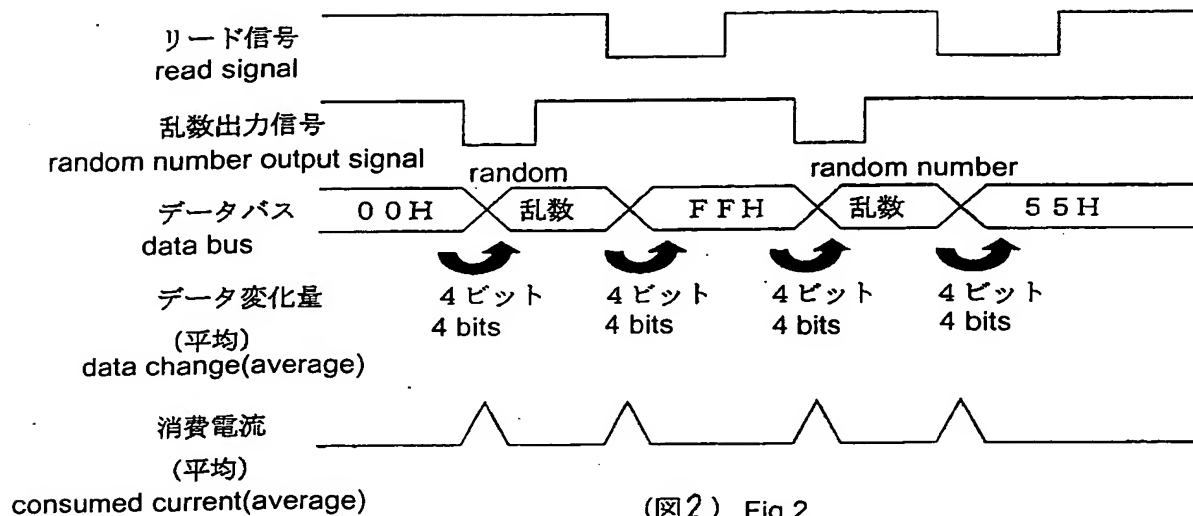 リード信号
read signal
乱数出力信号
random number output signal
random
random number
データバス
００H
乱数
ＦＦH
乱数
５５H
data bus
データ変化量
４ビット
４ビット
４ビット
４ビット
(平均)
4 bits
4 bits
4 bits
4 bits
data change(average)
消費電流
(平均)
consumed current(average)
(図2) Fig 2